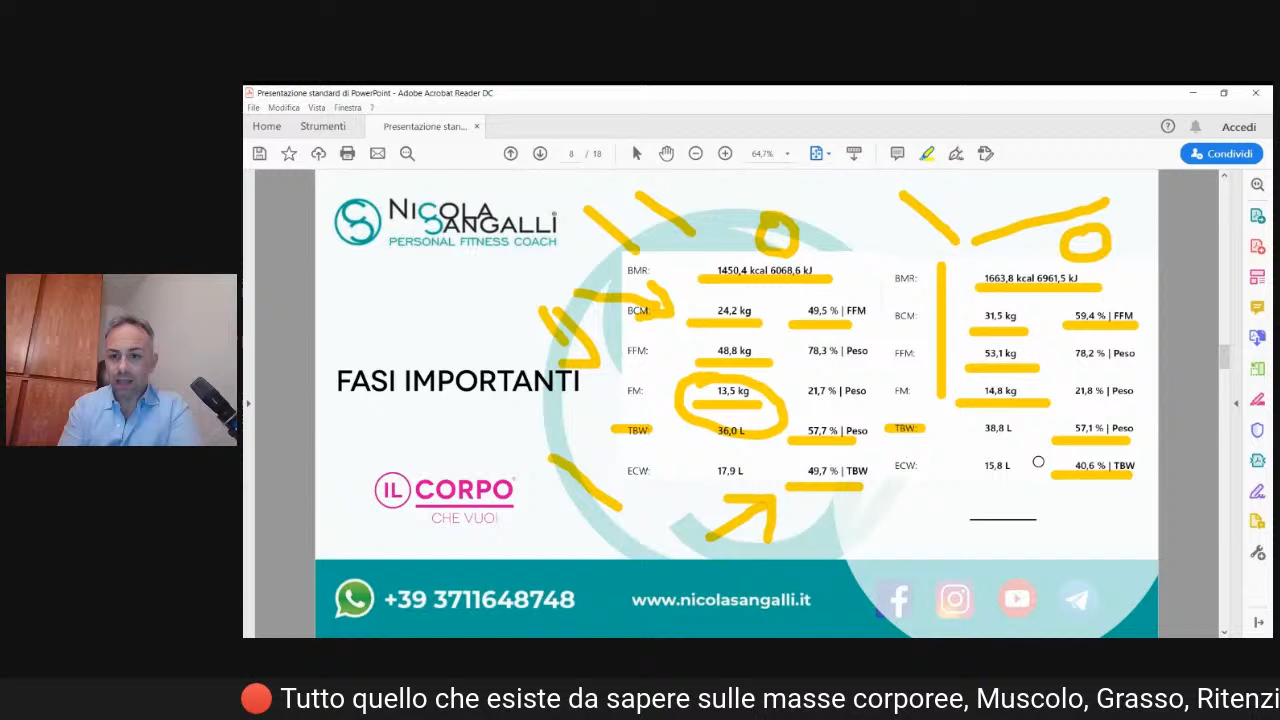 Presentazione standard di PowerPoint - Adobe Acrobat Reader DC
File Modifica Vista Finestra ?
Home Strumenti Presentazione stan... × Accedi
8 / 18 64,7% Condividi
NICOLA
SANGALLI
PERSONAL FITNESS COACH
FASI IMPORTANTI
IL CORPO
CHE VUOI
BMR: 1450,4 kcal 6068,6 kJ
BCM: 24,2 kg 49,5 % | FFM
FFM: 48,8 kg 78,3 % | Peso
FM: 13,5 kg 21,7 % | Peso
TBW: 36,0 L 57,7 % | Peso
ECW: 17,9 L 49,7 % | TBW
BMR: 1663,8 kcal 6961,5 kJ
BCM: 31,5 kg 59,4 % | FFM
FFM: 53,1 kg 78,2 % | Peso
FM: 14,8 kg 21,8 % | Peso
TBW: 38,8 L 57,1 % | Peso
ECW: 15,8 L 40,6 % | TBW
+39 3711648748 www.nicolasangalli.it
Tutto quello che esiste da sapere sulle masse corporee, Muscolo, Grasso, Ritenzi